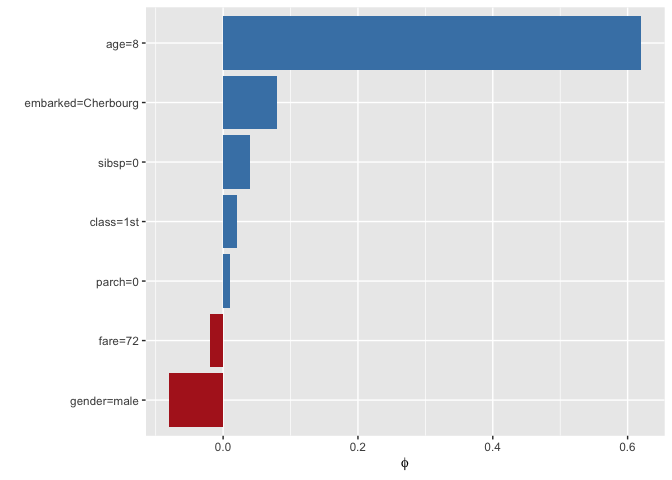 age=8
embarked=Cherbourg
sibsp=0
class=1st
parch=0
fare=72
gender=male
0.0 0.2 0.4 0.6
ϕ